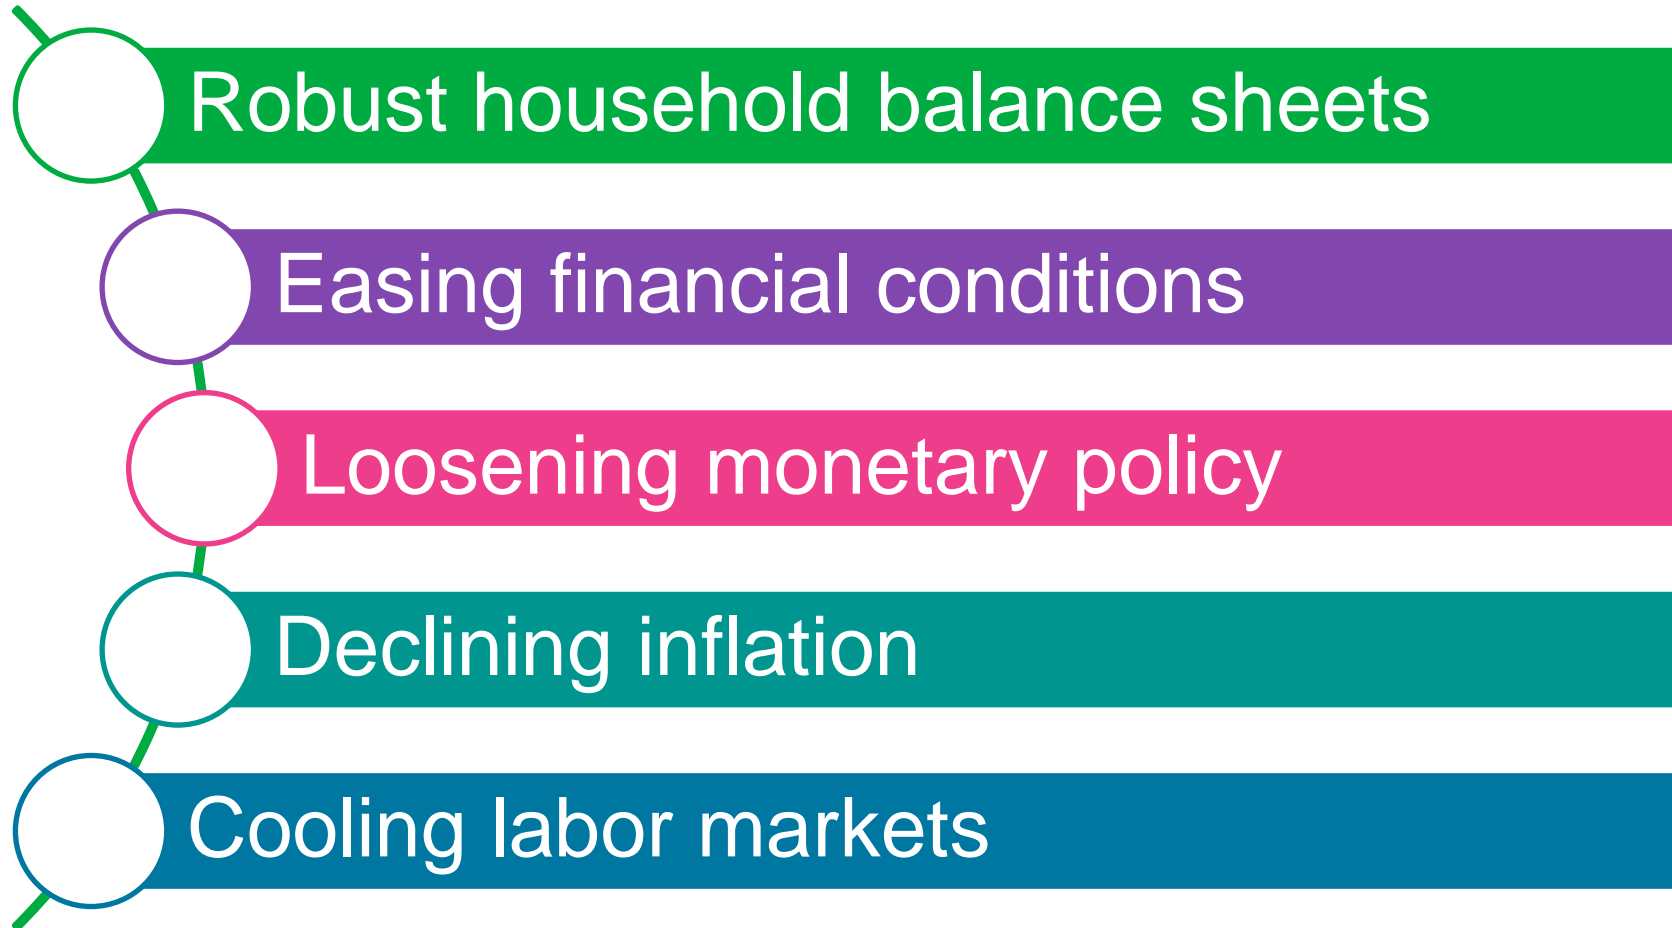 Robust household balance sheets
Easing financial conditions
Loosening monetary policy
Declining inflation
Cooling labor markets